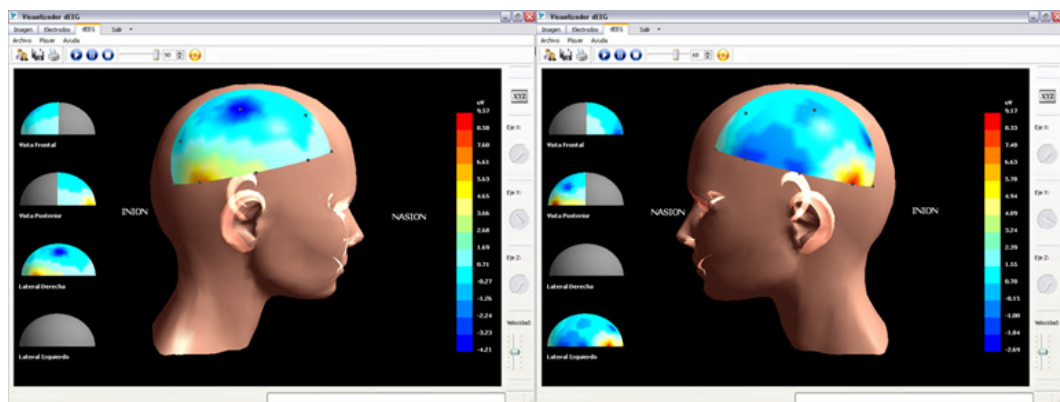 Visualizador dEEG
Imagen Electrodos dEEG Salir
Archivo Player Ayuda
90
Vista Frontal
Vista Posterior
Lateral Derecho
Lateral Izquierdo
INION
NASION
uV
9.57
8.58
7.60
6.61
5.63
4.65
3.66
2.68
1.69
0.71
-0.27
-1.26
-2.24
-3.23
-4.21
XYZ
Eje X:
Eje Y:
Eje Z:
Velocidad:
Visualizador dEEG
Imagen Electrodos dEEG Salir
Archivo Player Ayuda
68
Vista Frontal
Vista Posterior
Lateral Derecho
Lateral Izquierdo
NASION
INION
uV
9.17
8.33
7.48
6.63
5.79
4.94
4.09
3.24
2.39
1.55
0.70
-0.15
-1.00
-1.84
-2.69
XYZ
Eje X:
Eje Y:
Eje Z:
Velocidad: